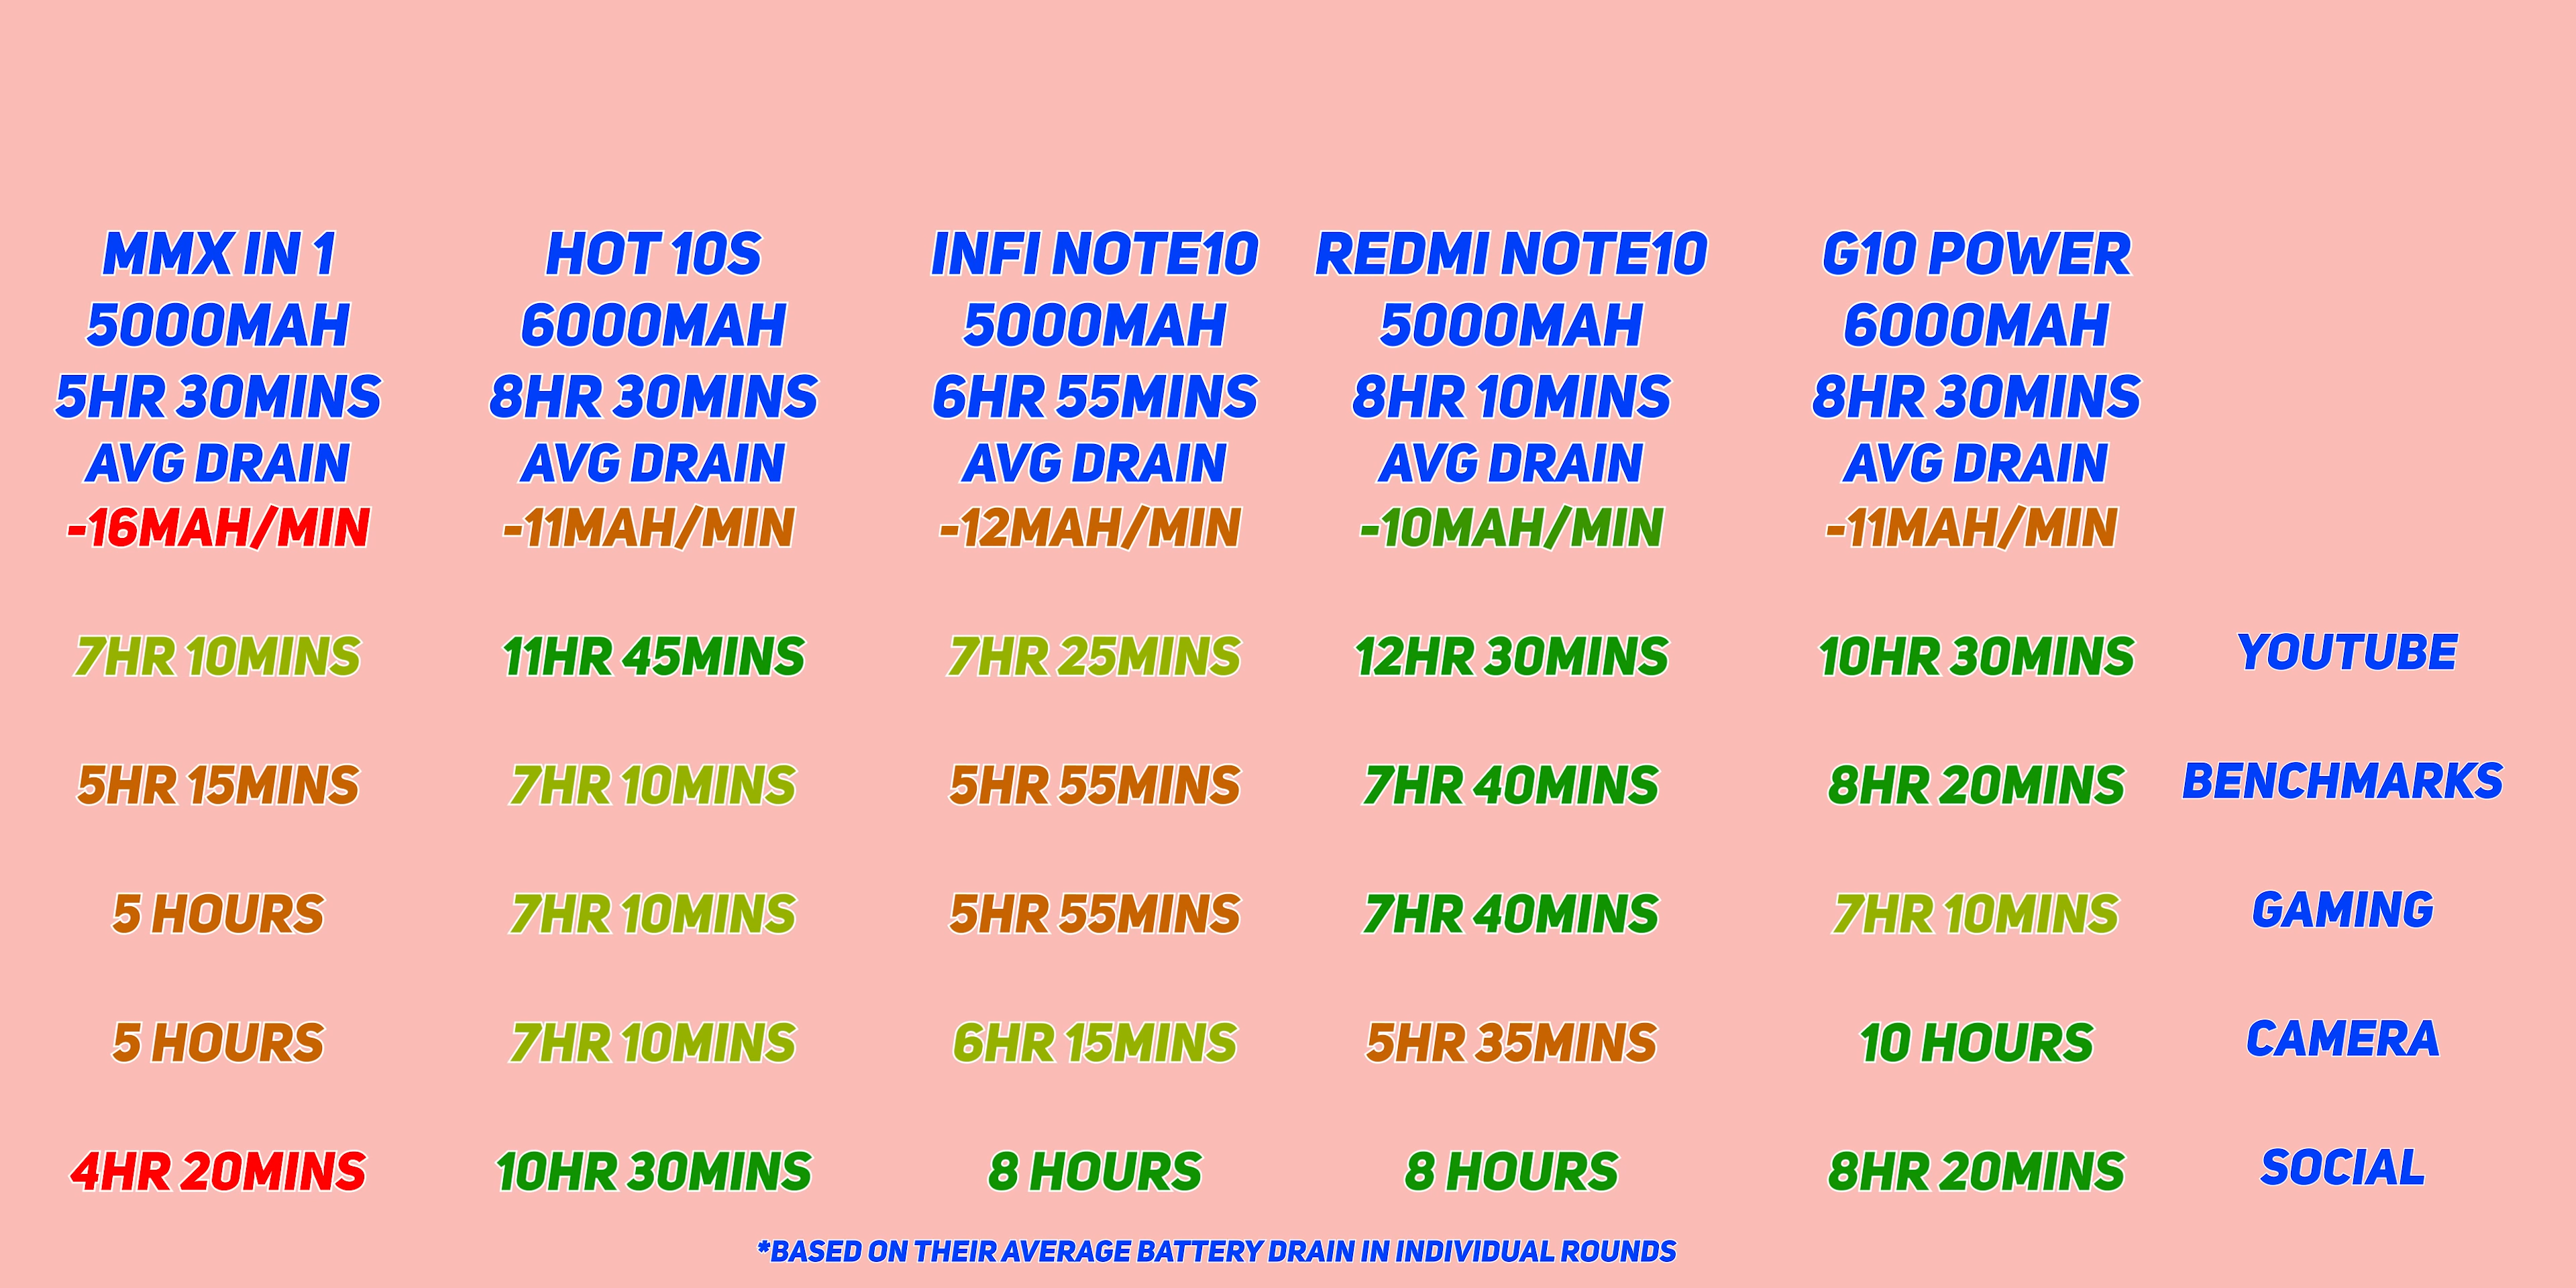 MMX IN 1 HOT 10S INFI NOTE10 REDMI NOTE10 G10 POWER
5000MAH 6000MAH 5000MAH 5000MAH 6000MAH
5HR 30MINS 8HR 30MINS 6HR 55MINS 8HR 10MINS 8HR 30MINS
AVG DRAIN AVG DRAIN AVG DRAIN AVG DRAIN AVG DRAIN
-16MAH/MIN -11MAH/MIN -12MAH/MIN -10MAH/MIN -11MAH/MIN
7HR 10MINS 11HR 45MINS 7HR 25MINS 12HR 30MINS 10HR 30MINS YOUTUBE
5HR 15MINS 7HR 10MINS 5HR 55MINS 7HR 40MINS 8HR 20MINS BENCHMARKS
5 HOURS 7HR 10MINS 5HR 55MINS 7HR 40MINS 7HR 10MINS GAMING
5 HOURS 7HR 10MINS 6HR 15MINS 5HR 35MINS 10 HOURS CAMERA
4HR 20MINS 10HR 30MINS 8 HOURS 8 HOURS 8HR 20MINS SOCIAL
*BASED ON THEIR AVERAGE BATTERY DRAIN IN INDIVIDUAL ROUNDS